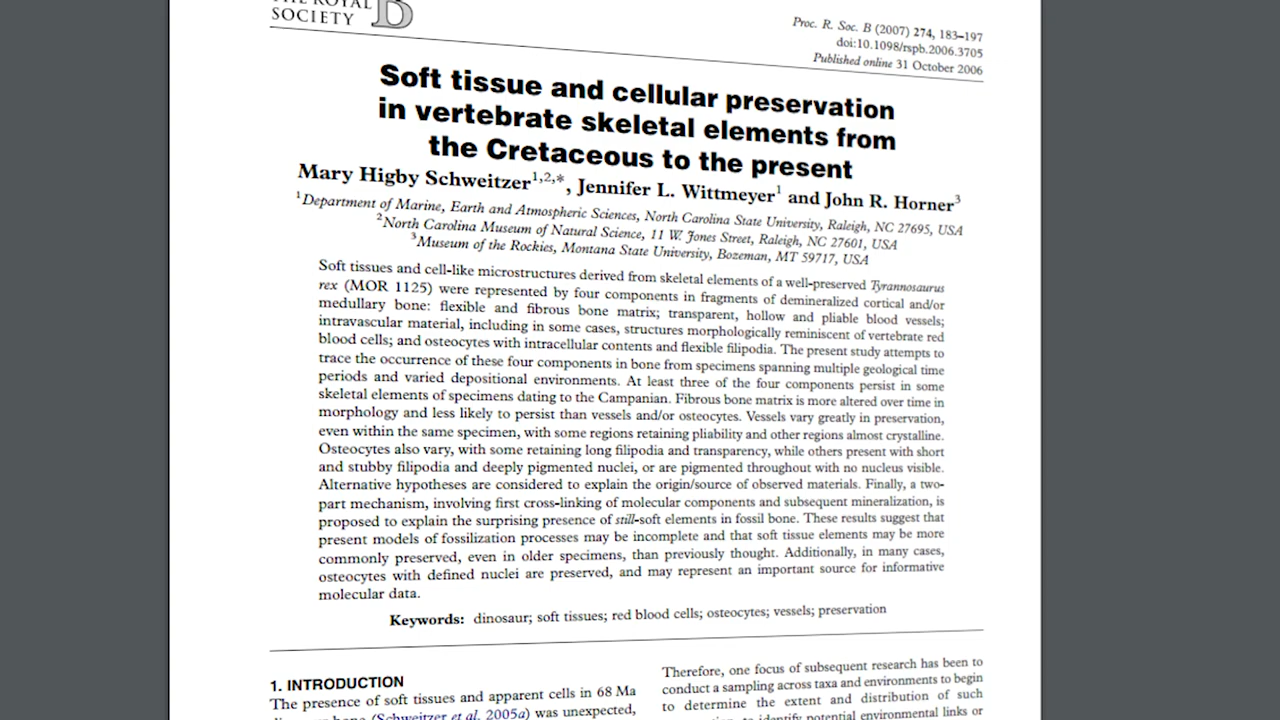 THE ROYAL
SOCIETY
B
Proc. R. Soc. B (2007) 274, 183–197
doi:10.1098/rspb.2006.3705
Published online 31 October 2006
Soft tissue and cellular preservation
in vertebrate skeletal elements from
the Cretaceous to the present
Mary Higby Schweitzer1,2,*, Jennifer L. Wittmeyer1 and John R. Horner3
1Department of Marine, Earth and Atmospheric Sciences, North Carolina State University, Raleigh, NC 27695, USA
2North Carolina Museum of Natural Science, 11 W. Jones Street, Raleigh, NC 27601, USA
3Museum of the Rockies, Montana State University, Bozeman, MT 59717, USA
Soft tissues and cell-like microstructures derived from skeletal elements of a well-preserved Tyrannosaurus
rex (MOR 1125) were represented by four components in fragments of demineralized cortical and/or
medullary bone: flexible and fibrous bone matrix; transparent, hollow and pliable blood vessels;
intravascular material, including in some cases, structures morphologically reminiscent of vertebrate red
blood cells; and osteocytes with intracellular contents and flexible filipodia. The present study attempts to
trace the occurrence of these four components in bone from specimens spanning multiple geological time
periods and varied depositional environments. At least three of the four components persist in some
skeletal elements of specimens dating to the Campanian. Fibrous bone matrix is more altered over time in
morphology and less likely to persist than vessels and/or osteocytes. Vessels vary greatly in preservation,
even within the same specimen, with some regions retaining pliability and other regions almost crystalline.
Osteocytes also vary, with some retaining long filipodia and transparency, while others present with short
and stubby filipodia and deeply pigmented nuclei, or are pigmented throughout with no nucleus visible.
Alternative hypotheses are considered to explain the origin/source of observed materials. Finally, a two-
part mechanism, involving first cross-linking of molecular components and subsequent mineralization, is
proposed to explain the surprising presence of still-soft elements in fossil bone. These results suggest that
present models of fossilization processes may be incomplete and that soft tissue elements may be more
commonly preserved, even in older specimens, than previously thought. Additionally, in many cases,
osteocytes with defined nuclei are preserved, and may represent an important source for informative
molecular data.
Keywords: dinosaur; soft tissues; red blood cells; osteocytes; vessels; preservation
1. INTRODUCTION
The presence of soft tissues and apparent cells in 68 Ma
(Schweitzer et al. 2005a) was unexpected,
Therefore, one focus of subsequent research has been to
conduct a sampling across taxa and environments to begin
to determine the extent and distribution of such
to identify potential environmental links or